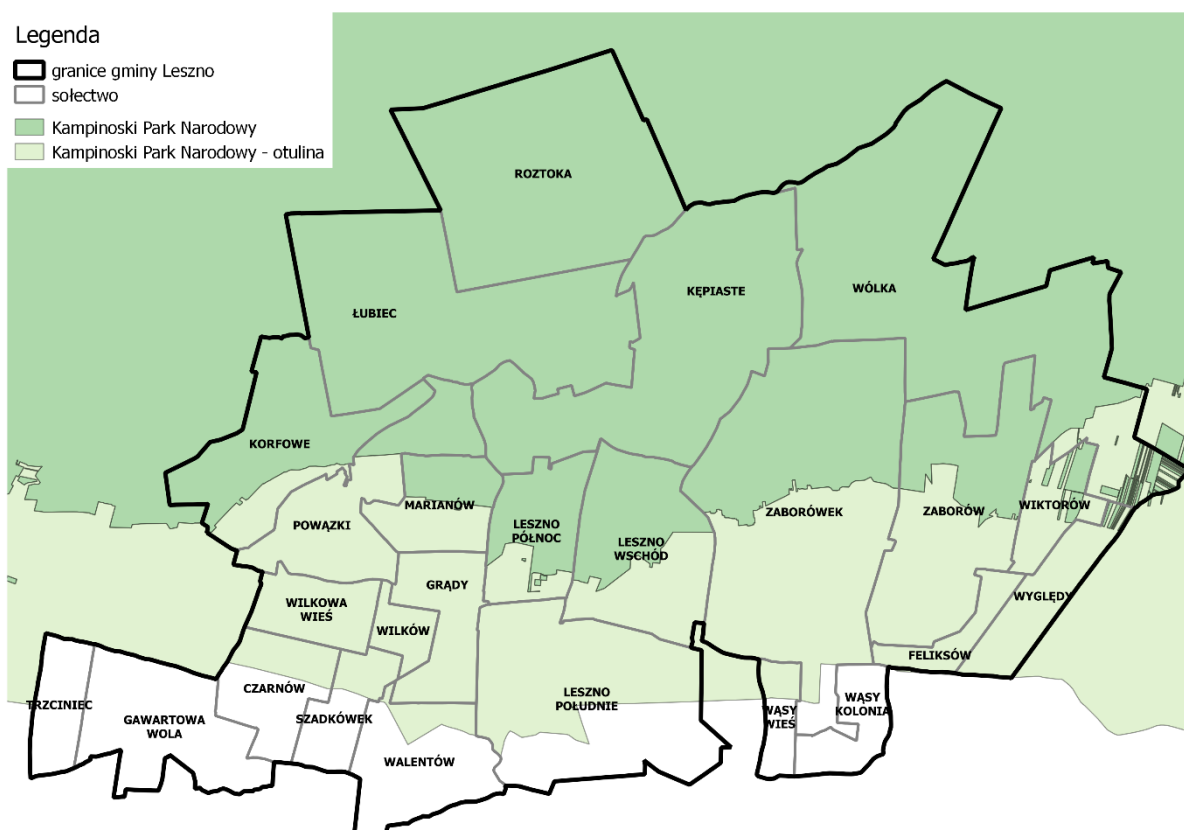 Legenda
granice gminy Leszno
sołectwo
Kampinoski Park Narodowy
Kampinoski Park Narodowy - otulina
ROZTOKA
KĘPIASTE
WÓLKA
ŁUBIEC
KORFOWE
MARIANÓW
POWĄZKI
LESZNO
PÓŁNOC
LESZNO
WSCHÓD
ZABORÓWEK
ZABORÓW
WIKTORÓW
GRĄDY
WYGLĘDY
WILKOWA
WIEŚ
WILKÓW
FELIKSÓW
CZARNÓW
TRZCINIEC
GAWARTOWA
WOLA
SZADKÓWEK
LESZNO
POŁUDNIE
WĄSY
WIEŚ
WĄSY
KOLONIA
WALENTÓW